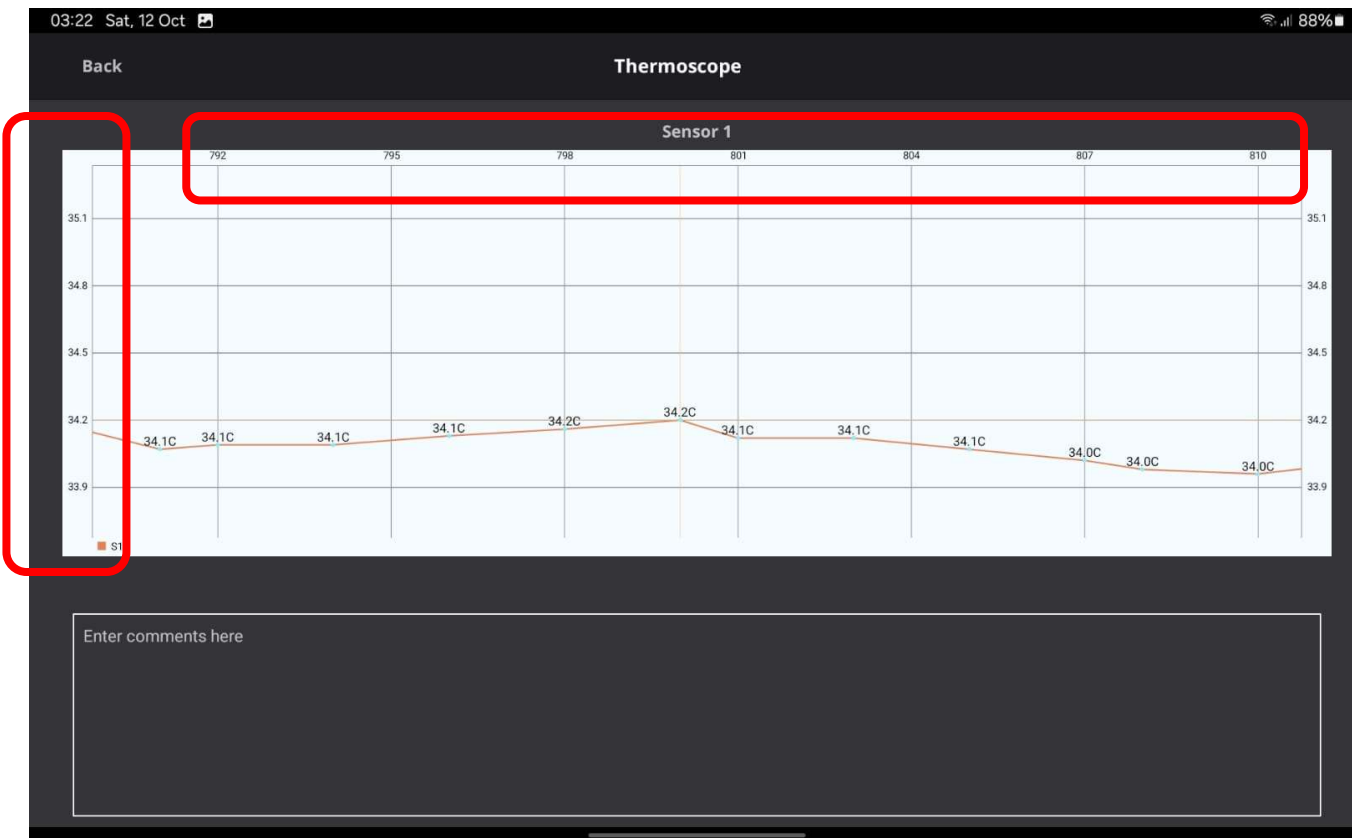 03:22 Sat, 12 Oct 88%
Back Thermoscope
Sensor 1
792 795 798 801 804 807 810
35.1 35.1
34.8 34.8
34.5 34.5
34.2 34.2
34.1C 34.1C 34.1C 34.1C 34.2C 34.2C 34.1C 34.1C 34.1C 34.0C 34.0C 34.0C
33.9 33.9
S1
Enter comments here